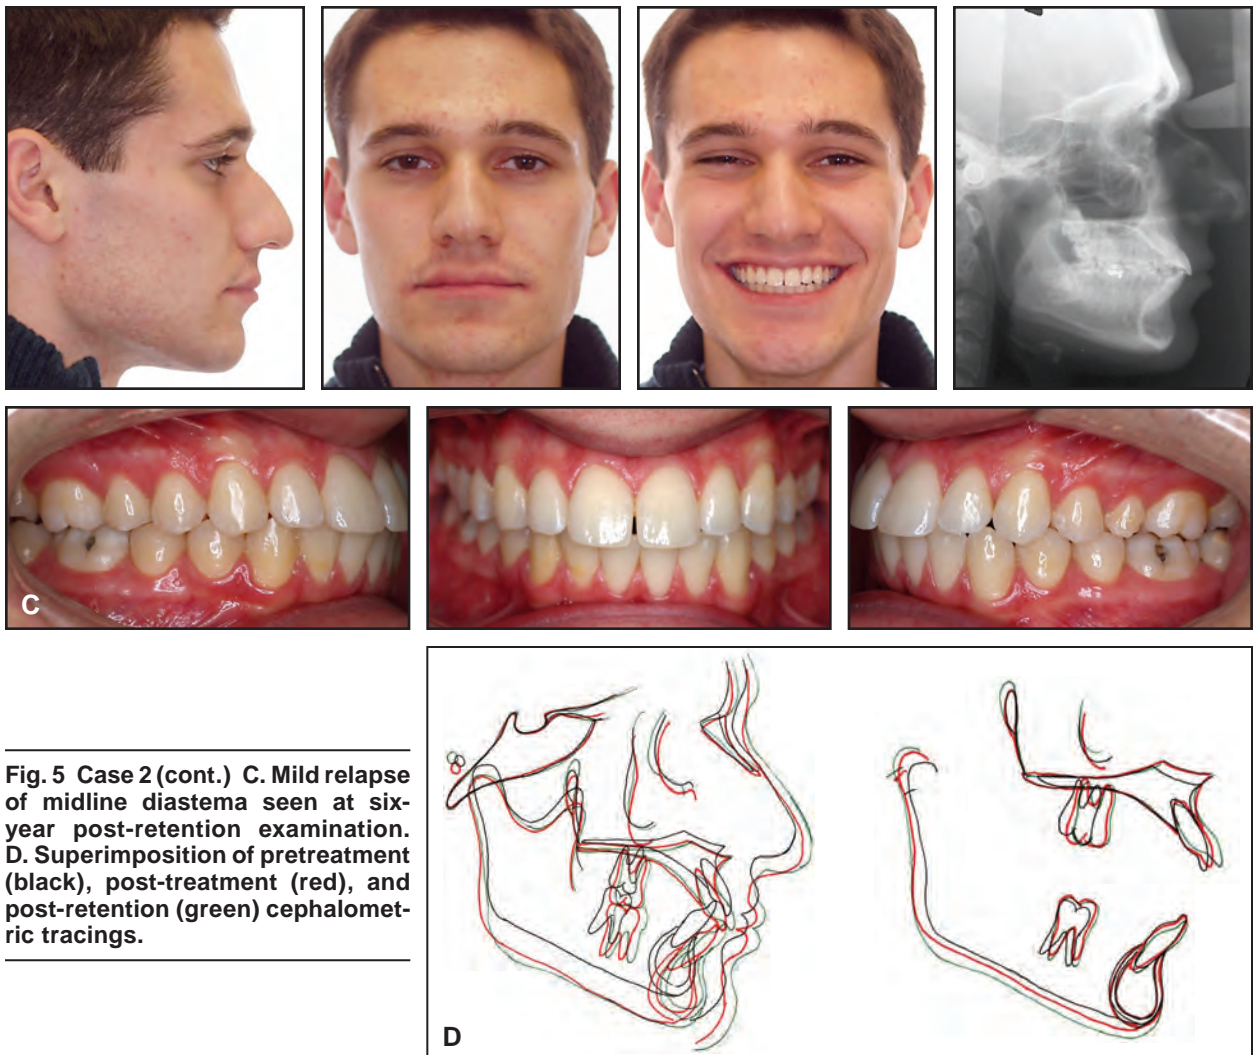 C
Fig. 5 Case 2 (cont.) C. Mild relapse
of midline diastema seen at six-
year post-retention examination.
D. Superimposition of pretreatment
(black), post-treatment (red), and
post-retention (green) cephalomet-
ric tracings.
D